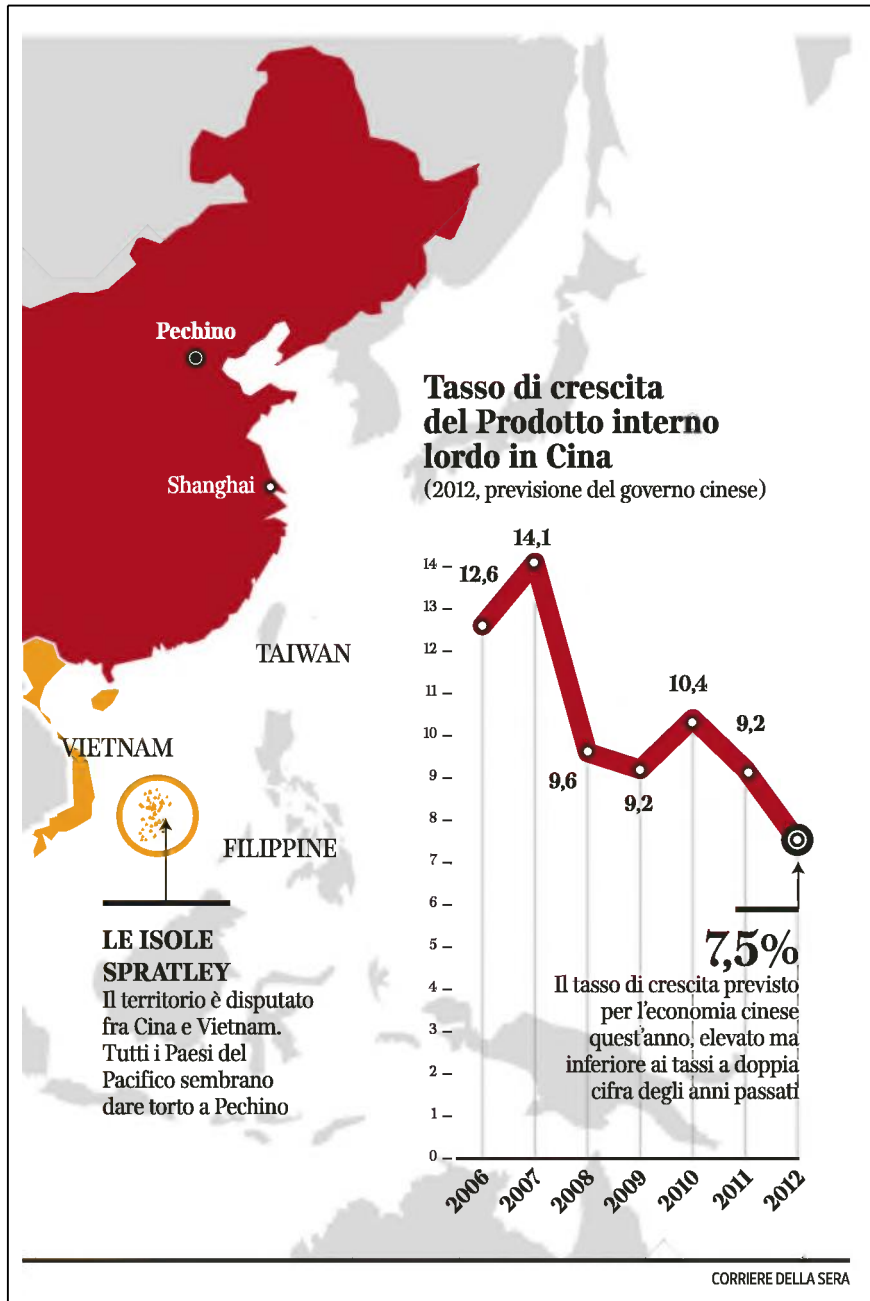 Pechino
Shanghai
TAIWAN
VIETNAM
FILIPPINE
LE ISOLE
SPRATLEY
Il territorio è disputato
fra Cina e Vietnam.
Tutti i Paesi del
Pacifico sembrano
dare torto a Pechino
Tasso di crescita
del Prodotto interno
lordo in Cina
(2012, previsione del governo cinese)
14
13
12
11
10
9
8
7
6
5
4
3
2
1
0
12,6
14,1
9,6
9,2
10,4
9,2
7,5%
Il tasso di crescita previsto
per l'economia cinese
quest'anno, elevato ma
inferiore ai tassi a doppia
cifra degli anni passati
2006
2007
2008
2009
2010
2011
2012
CORRIERE DELLA SERA